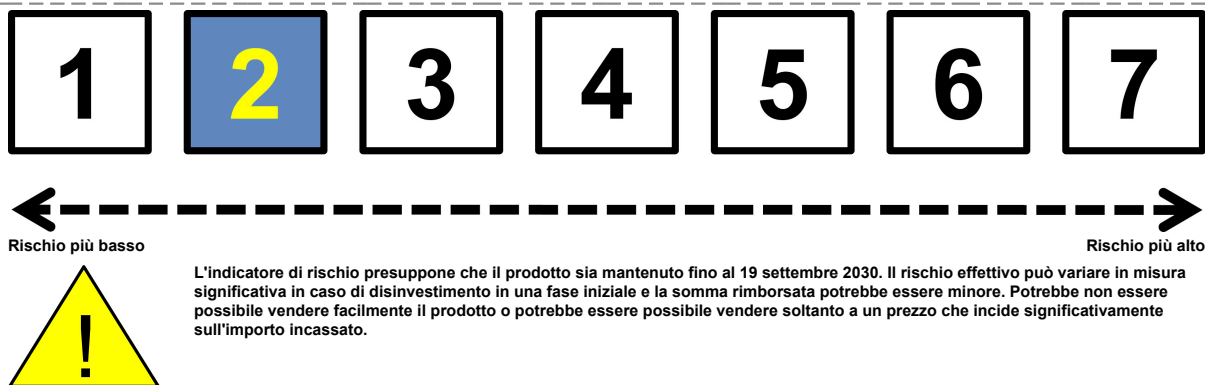 1 2 3 4 5 6 7
Rischio più basso Rischio più alto
L'indicatore di rischio presuppone che il prodotto sia mantenuto fino al 19 settembre 2030. Il rischio effettivo può variare in misura
significativa in caso di disinvestimento in una fase iniziale e la somma rimborsata potrebbe essere minore. Potrebbe non essere
possibile vendere facilmente il prodotto o potrebbe essere possibile vendere soltanto a un prezzo che incide significativamente
sull'importo incassato.
!